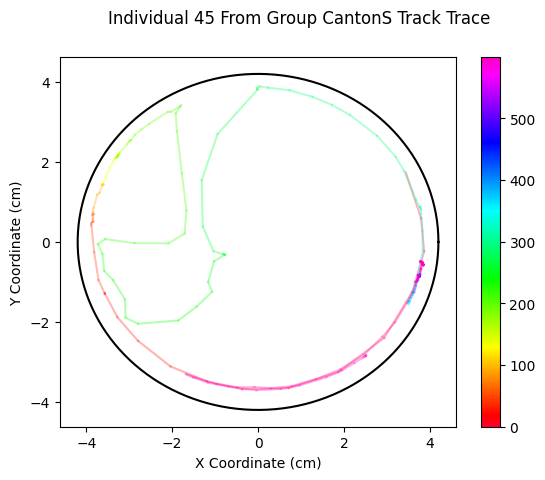 Individual 45 From Group CantonS Track Trace
4
2
0
−2
−4
Y Coordinate (cm)
−4 −2 0 2 4
X Coordinate (cm)
500
400
300
200
100
0